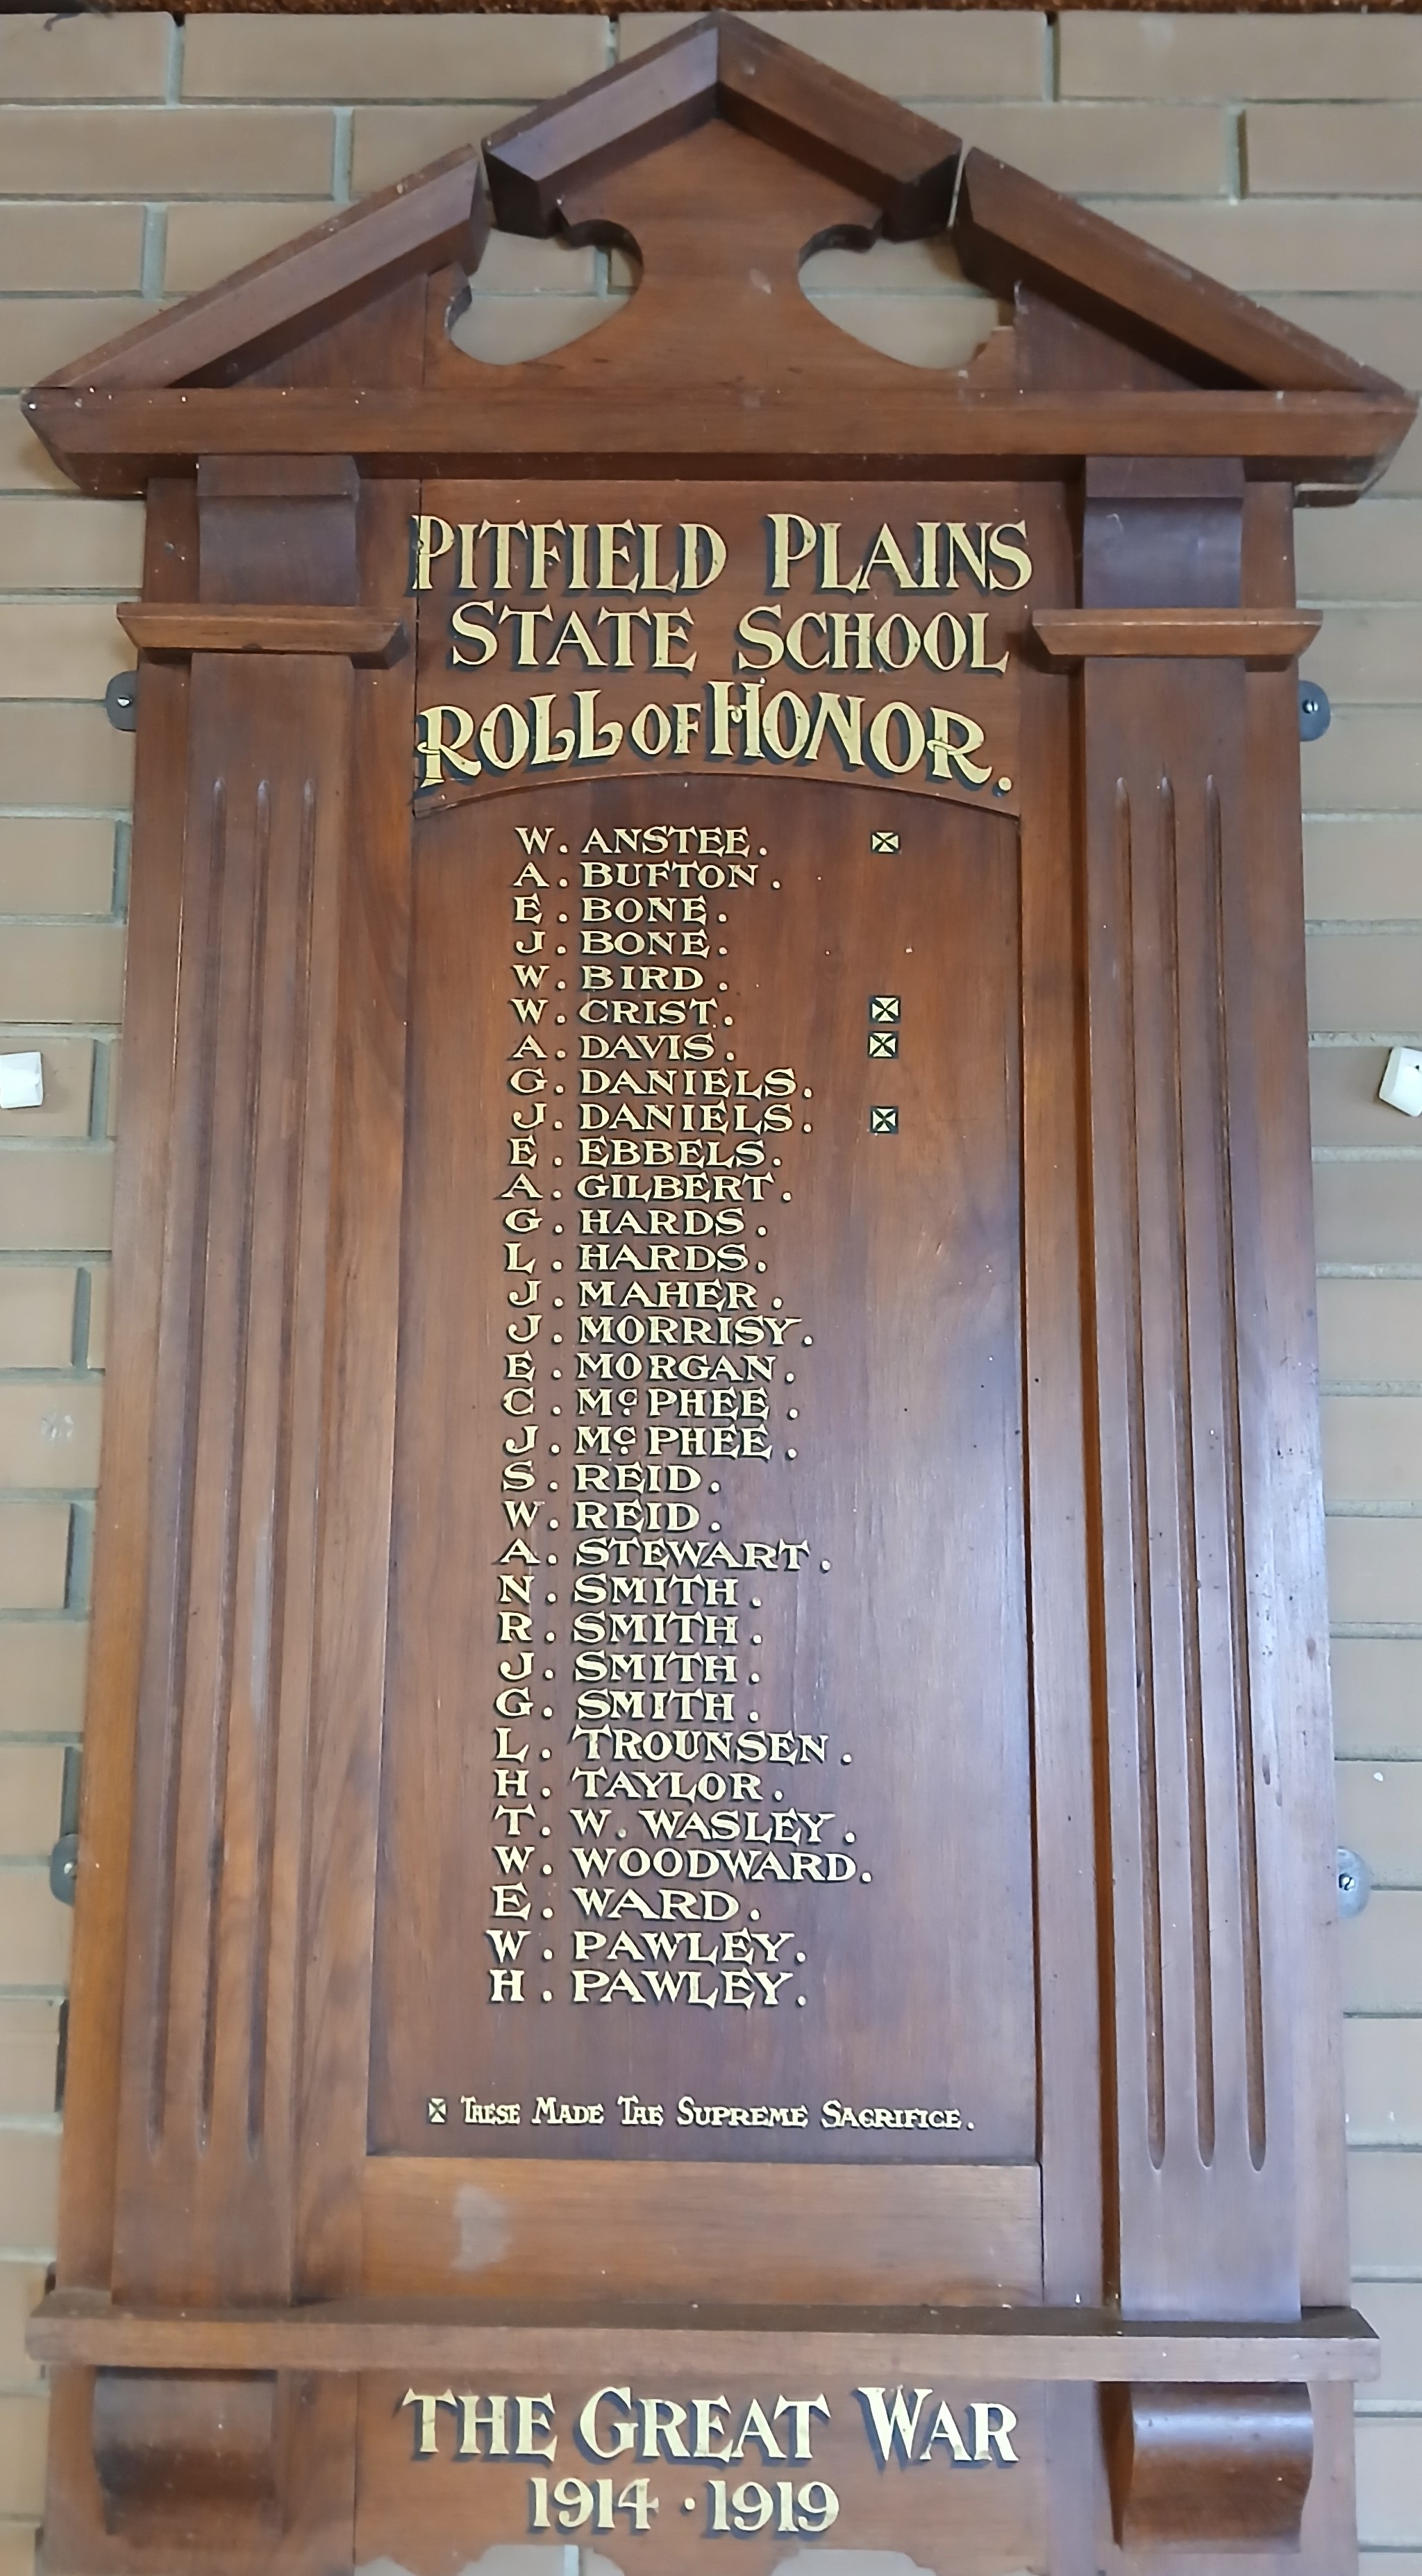 PITFIELD PLAINS
STATE SCHOOL
ROLL OF HONOR.
W. ANSTEE.
A. BUFTON.
E. BONE.
J. BONE.
W. BIRD.
W. CRIST.
A. DAVIS.
G. DANIELS.
J. DANIELS.
E. EBBELS.
A. GILBERT.
G. HARDS.
L. HARDS.
J. MAHER.
J. MORRISY.
E. MORGAN.
C. McPHEE.
J. McPHEE.
S. REID.
W. REID.
A. STEWART.
N. SMITH.
R. SMITH.
J. SMITH.
G. SMITH.
L. TROUNSEN.
H. TAYLOR.
T. W. WASLEY.
W. WOODWARD.
E. WARD.
W. PAWLEY.
H. PAWLEY.
THESE MADE THE SUPREME SACRIFICE.
THE GREAT WAR
1914 · 1919